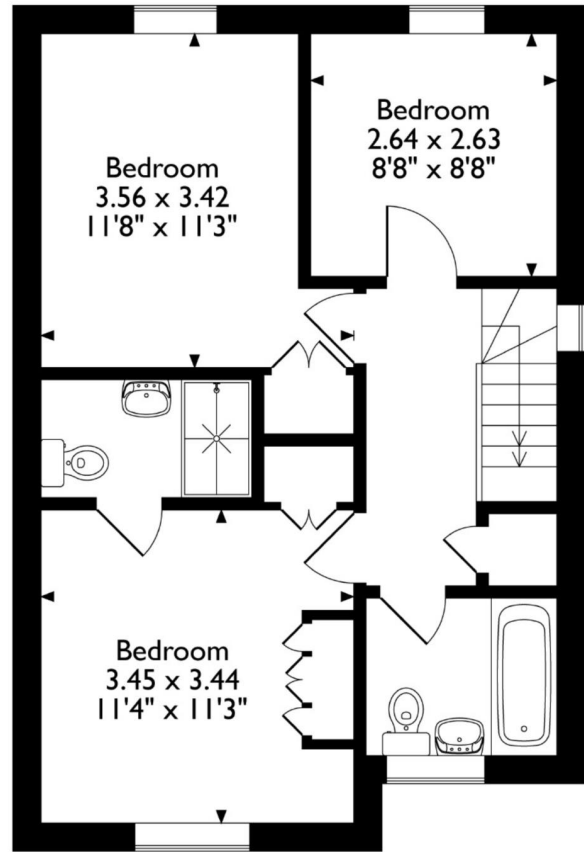 Bedroom
3.56 x 3.42
11'8" x 11'3"
Bedroom
2.64 x 2.63
8'8" x 8'8"
Bedroom
3.45 x 3.44
11'4" x 11'3"